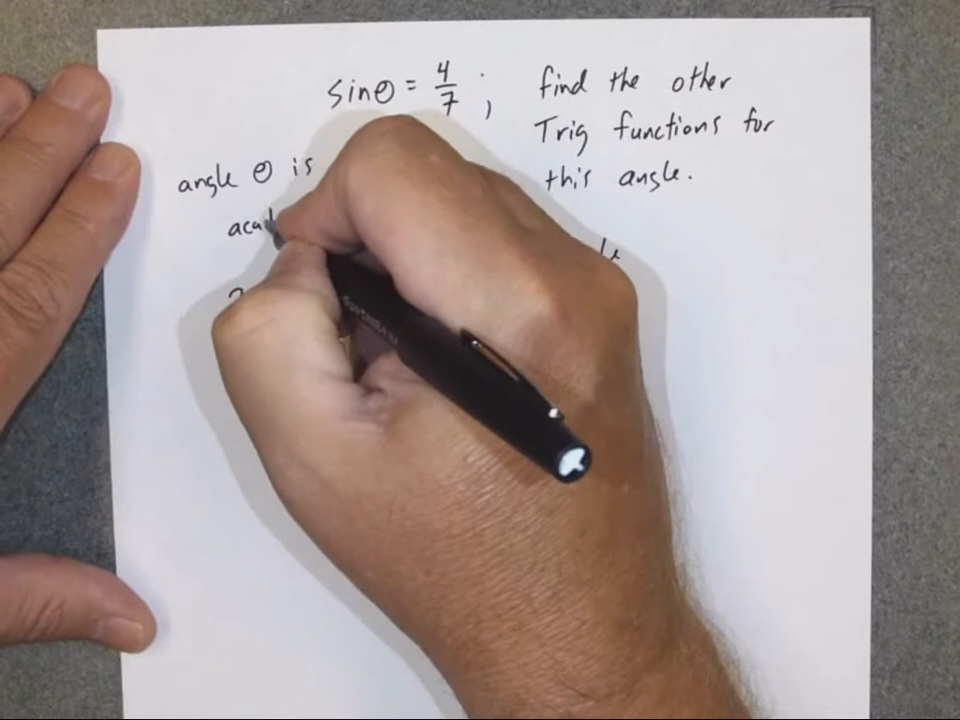 sinθ = 4/7 ; find the other
Trig functions for
angle θ is
this angle.